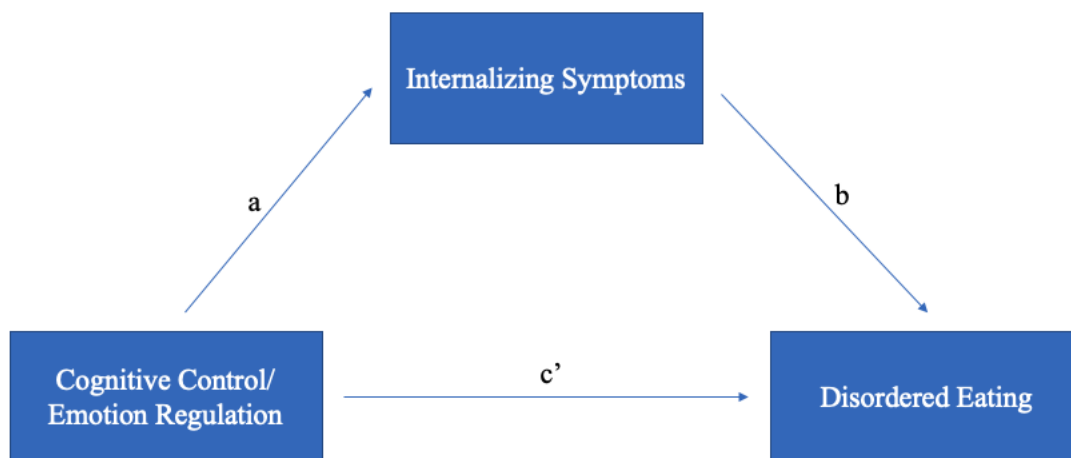 Internalizing Symptoms
a
b
Cognitive Control/
Emotion Regulation
c’
Disordered Eating